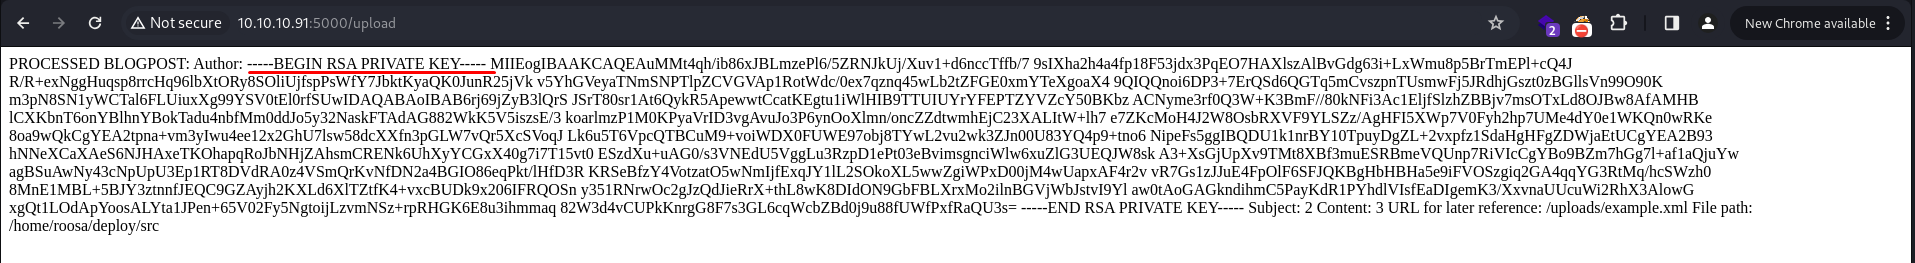 Not secure 10.10.10.91:5000/upload 2 New Chrome available
PROCESSED BLOGPOST: Author: -----BEGIN RSA PRIVATE KEY----- MIIEogIBAAKCAQEAuMMt4qh/ib86xJBLmzePl6/5ZRNJkUj/Xuv1+d6nccTffb/7 9sIXha2h4a4fp18F53jdx3PqEO7HAXlszAlBvGdg63i+LxWmu8p5BrTmEPl+cQ4J
R/R+exNggHuqsp8rrcHq96lbXtORy8SOliUjfspPsWfY7JbktKyaQK0JunR25jVk v5YhGVeyaTNmSNPTlpZCVGVAp1RotWdc/0ex7qznq45wLb2tZFGE0xmYTeXgoaX4 9QIQQnoi6DP3+7ErQSd6QGTq5mCvszpnTUsmwFj5JRdhjGszt0zBGllsVn99O90K
m3pN8SN1yWCTal6FLUiuxXg99YSV0tEl0rfSUwIDAQABAoIBAB6rj69jZyB3lQrS JSrT80sr1At6QykR5ApewwtCcatKEgtu1iWlHIB9TTUIUYrYFEPTZYVZcY50BKbz ACNyme3rf0Q3W+K3BmF//80kNFi3Ac1EljfSlzhZBBjv7msOTxLd8OJBw8AfAMHB
lCXKbnT6onYBlhnYBokTadu4nbfMm0ddJo5y32NaskFTAdAG882WkK5V5iszsE/3 koarlmzP1M0KPyaVrID3vgAvuJo3P6ynOoXlmn/oncZZdtwmhEjC23XALItW+lh7 e7ZKcMoH4J2W8OsbRXVF9YLSZz/AgHFI5XWp7V0Fyh2hp7UMe4dY0e1WKQn0wRKe
8oa9wQkCgYEA2tpna+vm3yIwu4ee12x2GhU7lsw58dcXXfn3pGLW7vQr5XcSVoqJ Lk6u5T6VpcQTBCuM9+voiWDX0FUWE97obj8TYwL2vu2wk3ZJn00U83YQ4p9+tno6 NipeFs5ggIBQDU1k1nrBY10TpuyDgZL+2vxpfz1SdaHgHFgZDWjaEtUCgYEA2B93
hNNeXCaXAeS6NJHAxeTKOhapqRoJbNHjZAhsmCRENk6UhXyYCGxX40g7i7T15vt0 ESzdXu+uAG0/s3VNEdU5VggLu3RzpD1ePt03eBvimsgnciWlw6xuZlG3UEQJW8sk A3+XsGjUpXv9TMt8XBf3muESRBmeVQUnp7RiVIcCgYBo9BZm7hGg7l+af1aQjuYw
agBSuAwNy43cNpUpU3Ep1RT8DVdRA0z4VSmQrKvNfDN2a4BGIO86eqPkt/lHfD3R KRSeBfzY4VotzatO5wNmIjfExqJY1lL2SOkoXL5wwZgiWPxD00jM4wUapxAF4r2v vR7Gs1zJJuE4FpOlF6SFJQKBgHbHBHa5e9iFVOSzgiq2GA4qqYG3RtMq/hcSWzh0
8MnE1MBL+5BJY3ztnnfJEQC9GZAyjh2KXLd6XlTZtfK4+vxcBUDk9x206IFRQOSn y351RNrwOc2gJzQdJieRrX+thL8wK8DIdON9GbFBLXrxMo2ilnBGVjWbJstvI9Yl aw0tAoGAGkndihmC5PayKdR1PYhdlVIsfEaDIgemK3/XxvnaUUcuWi2RhX3AlowG
xgQt1LOdApYoosALYta1JPen+65V02Fy5NgtoijLzvmNSz+rpRHGK6E8u3ihmmaq 82W3d4vCUPkKnrgG8F7s3GL6cqWcbZBd0j9u88fUWfPxfRaQU3s= -----END RSA PRIVATE KEY----- Subject: 2 Content: 3 URL for later reference: /uploads/example.xml File path:
/home/roosa/deploy/src